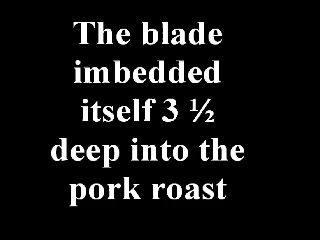 The blade
imbedded
itself 3 ½
deep into the
pork roast